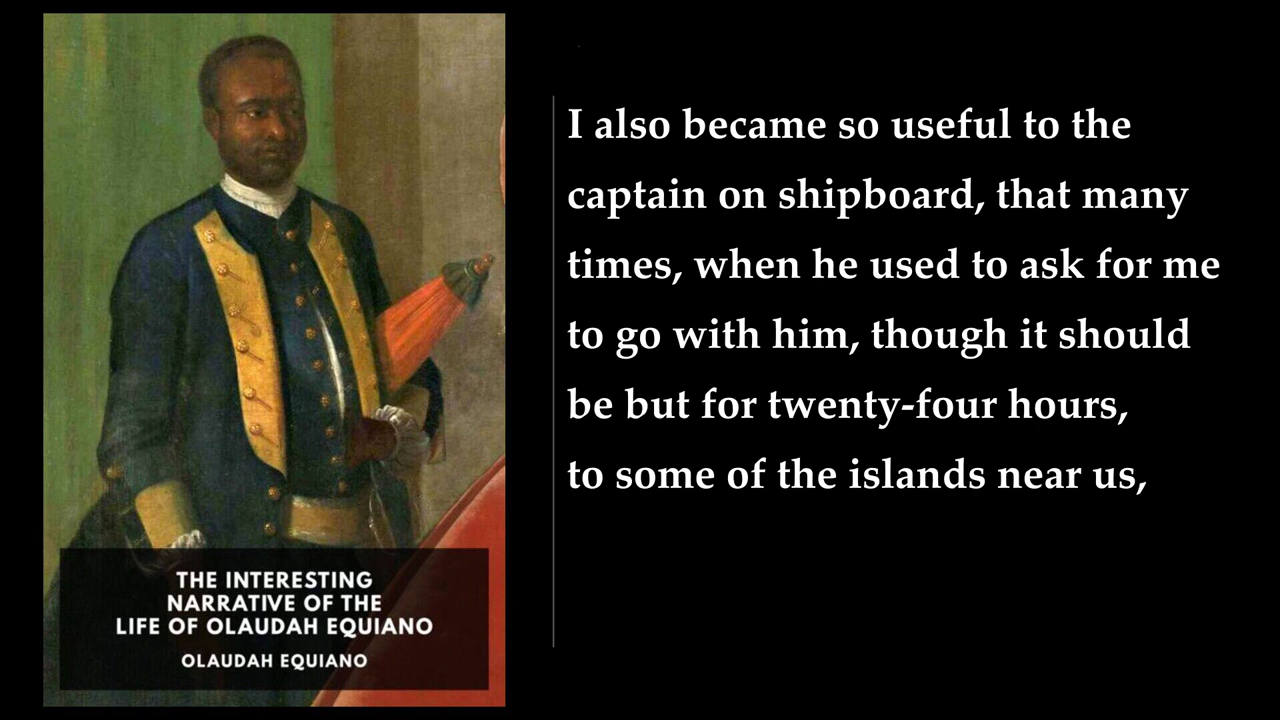 THE INTERESTING
NARRATIVE OF THE
LIFE OF OLAUDAH EQUIANO
OLAUDAH EQUIANO
I also became so useful to the
captain on shipboard, that many
times, when he used to ask for me
to go with him, though it should
be but for twenty-four hours,
to some of the islands near us,